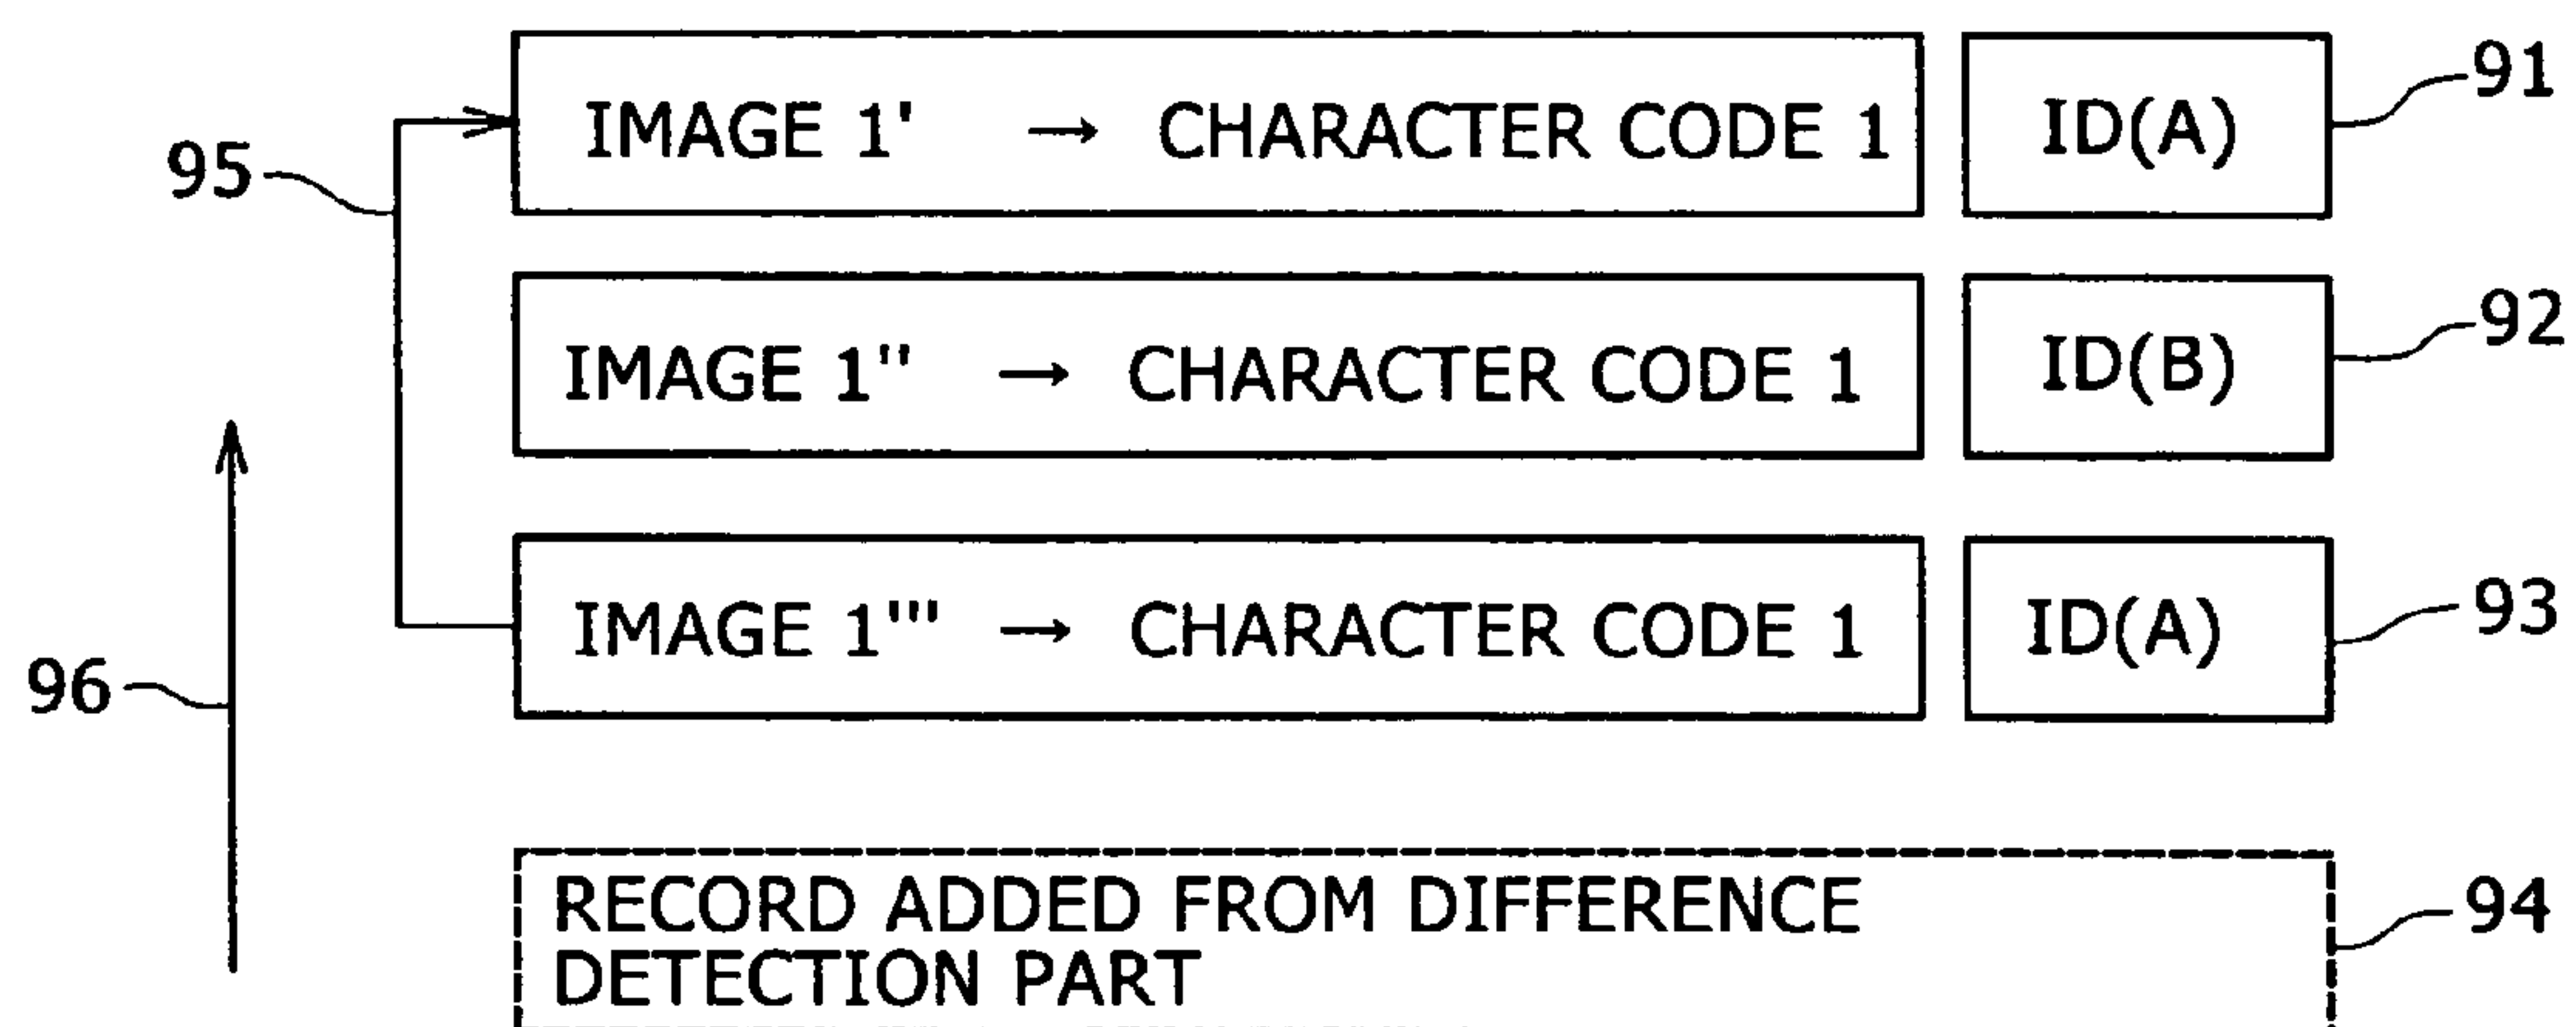 IMAGE 1' → CHARACTER CODE 1 ID(A) 91
95
IMAGE 1'' → CHARACTER CODE 1 ID(B) 92
IMAGE 1''' → CHARACTER CODE 1 ID(A) 93
96
RECORD ADDED FROM DIFFERENCE 94
DETECTION PART